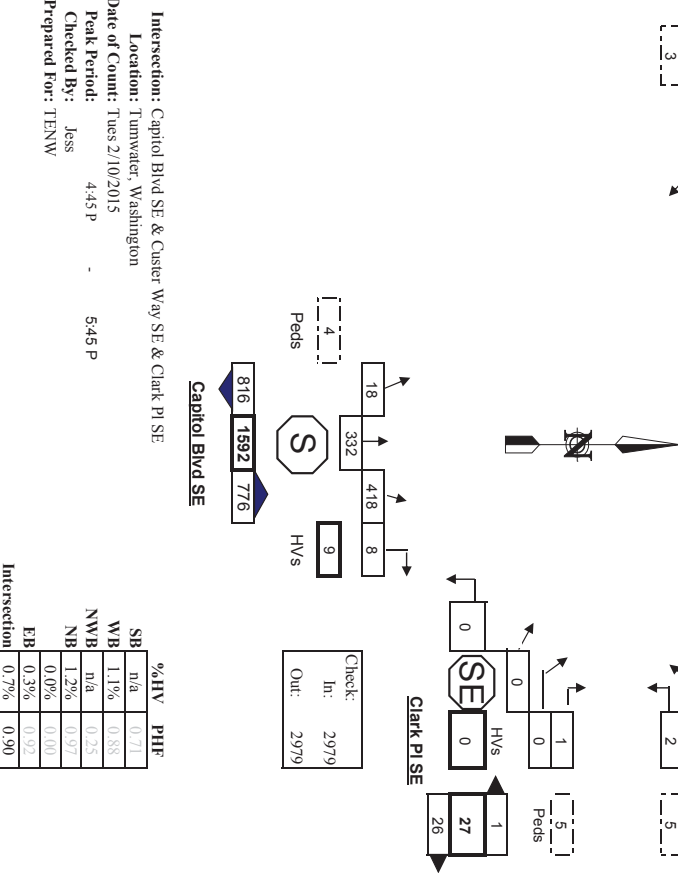 3
Peds
4
18
332
418
8
S
HVs
9
816
1592
776
Capitol Blvd SE
N
0
0
0
1
SE
HVs
0
Clark Pl SE
1
27
26
Peds
5
2
5
Check:
In: 2979
Out: 2979
Intersection: Capitol Blvd SE & Custer Way SE & Clark Pl SE
Location: Tumwater, Washington
Date of Count: Tues 2/10/2015
Peak Period: 4:45 P - 5:45 P
Checked By: Jess
Prepared For: TENW
%HV PHF
SB n/a 0.71
WB 1.1% 0.88
NWB n/a 0.25
NB 1.2% 0.97
0.0% 0.00
EB 0.3% 0.92
Intersection 0.7% 0.90